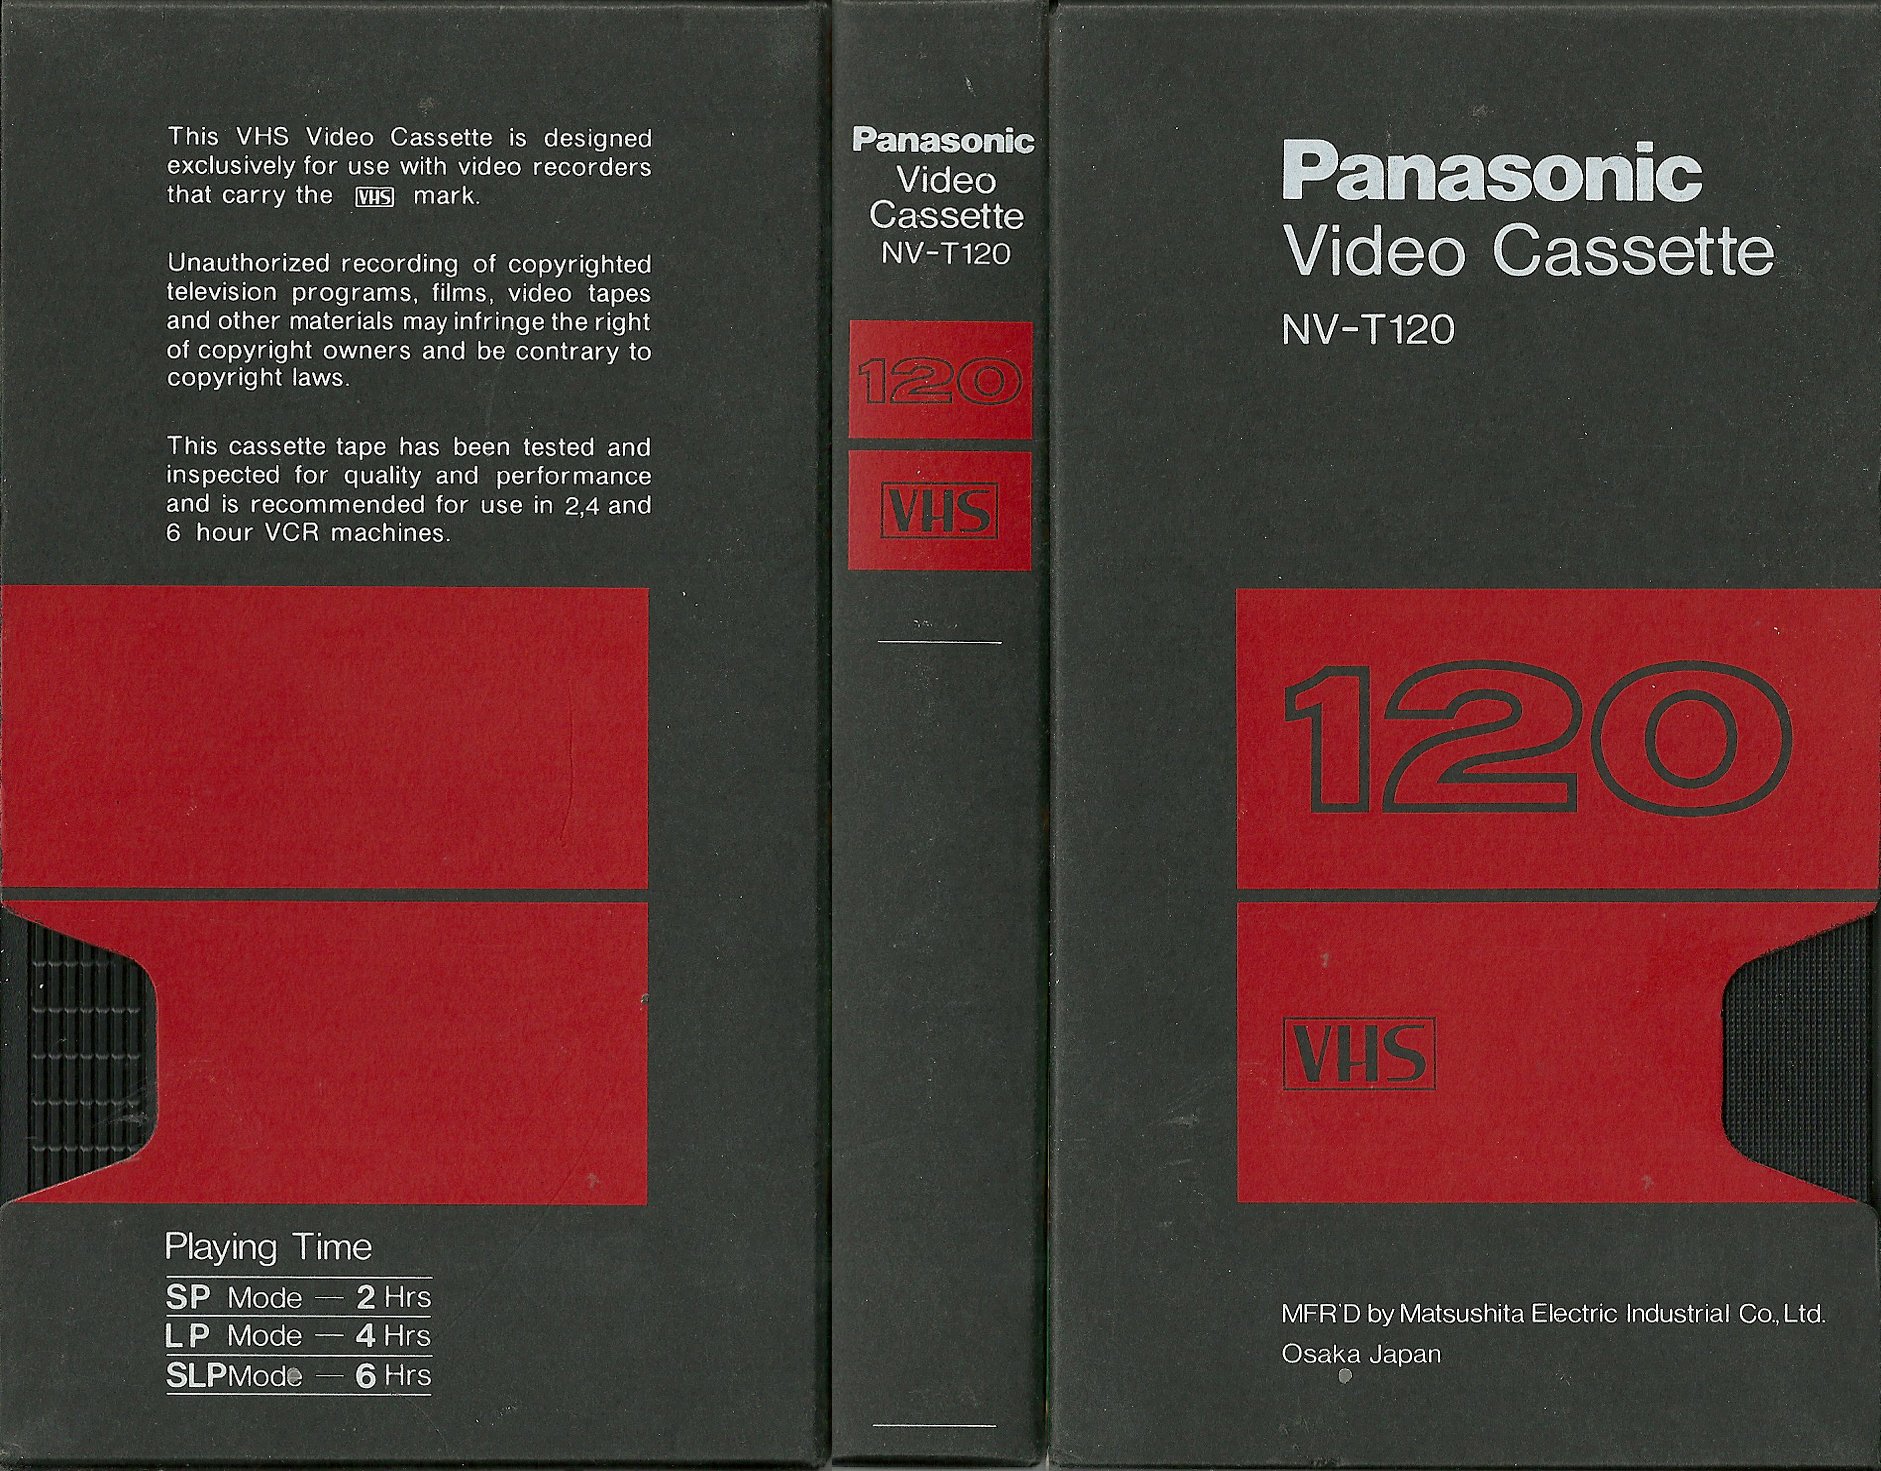 This VHS Video Cassette is designed
exclusively for use with video recorders
that carry the VHS mark.
Unauthorized recording of copyrighted
television programs, films, video tapes
and other materials may infringe the right
of copyright owners and be contrary to
copyright laws.
This cassette tape has been tested and
inspected for quality and performance
and is recommended for use in 2,4 and
6 hour VCR machines.
Playing Time
SP Mode — 2 Hrs
LP Mode — 4 Hrs
SLP Mode — 6 Hrs
Panasonic
Video
Cassette
NV-T120
120
VHS
Panasonic
Video Cassette
NV-T120
120
VHS
MFR'D by Matsushita Electric Industrial Co., Ltd.
Osaka Japan